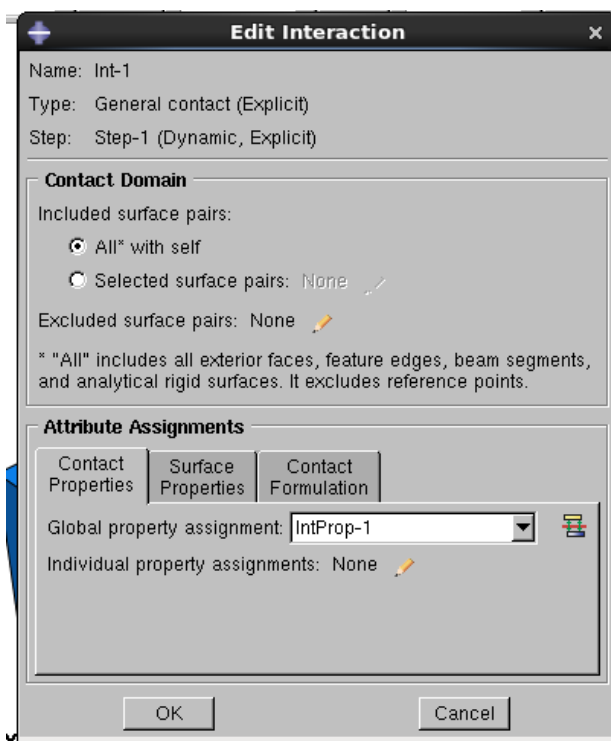 Edit Interaction
Name: Int-1
Type: General contact (Explicit)
Step: Step-1 (Dynamic, Explicit)
Contact Domain
Included surface pairs:
All* with self
Selected surface pairs: None
Excluded surface pairs: None
* "All" includes all exterior faces, feature edges, beam segments,
and analytical rigid surfaces. It excludes reference points.
Attribute Assignments
Contact Properties
Surface Properties
Contact Formulation
Global property assignment: IntProp-1
Individual property assignments: None
OK Cancel